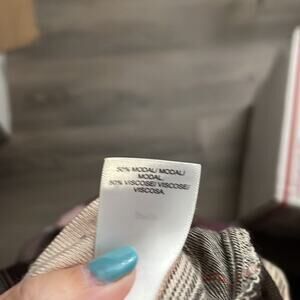 50% MODAL/ MODAL/
MODAL,
50% VISCOSE/ VISCOSE/
VISCOSA